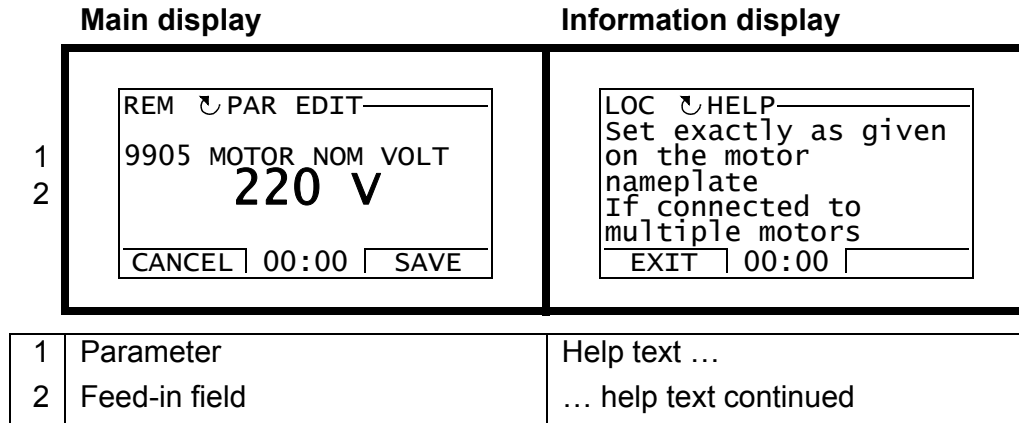 Main display Information display
REM ↻ PAR EDIT
1 9905 MOTOR NOM VOLT
2 220 V
CANCEL 00:00 SAVE
LOC ↻ HELP
Set exactly as given
on the motor
nameplate
If connected to
multiple motors
EXIT 00:00
1 Parameter Help text …
2 Feed-in field … help text continued